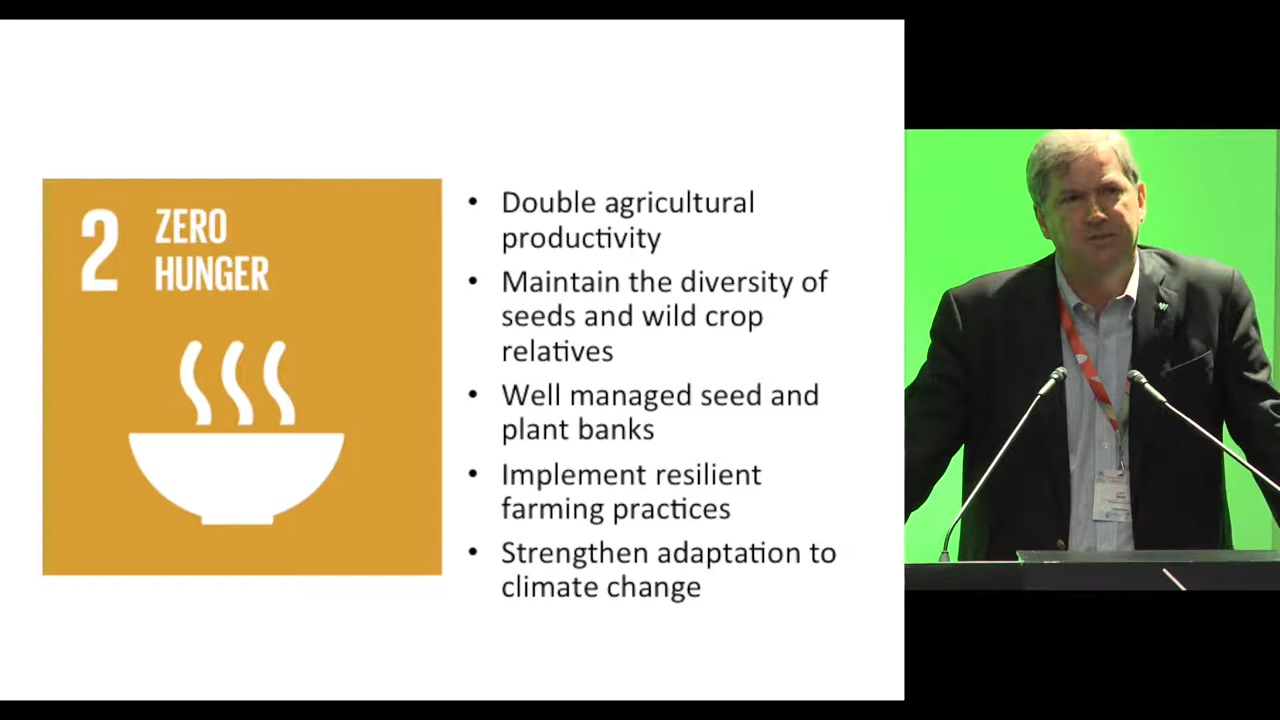 2 ZERO
HUNGER
• Double agricultural
productivity
• Maintain the diversity of
seeds and wild crop
relatives
• Well managed seed and
plant banks
• Implement resilient
farming practices
• Strengthen adaptation to
climate change